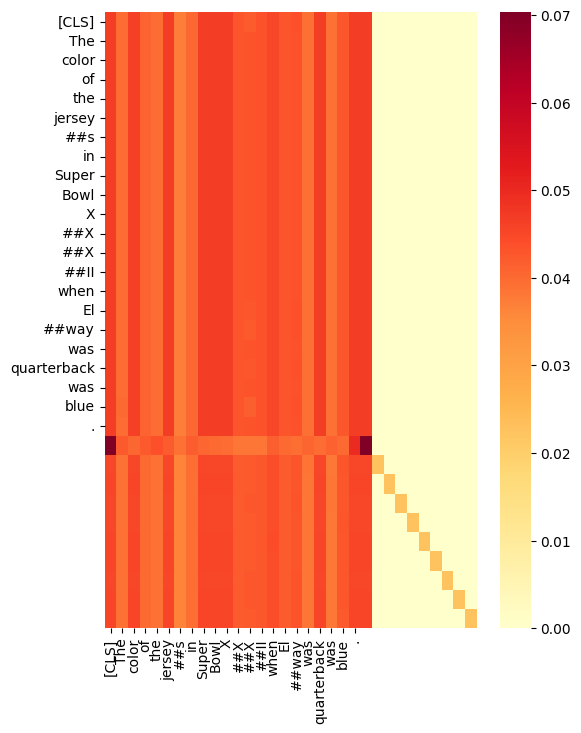 [CLS]
The
color
of
the
jersey
##s
in
Super
Bowl
X
##X
##X
##II
when
El
##way
was
quarterback
was
blue
.
0.07
0.06
0.05
0.04
0.03
0.02
0.01
0.00
[CLS]
The
color
of
the
jersey
##s
in
Super
Bowl
X
##X
##X
##II
when
El
##way
was
quarterback
was
blue
.